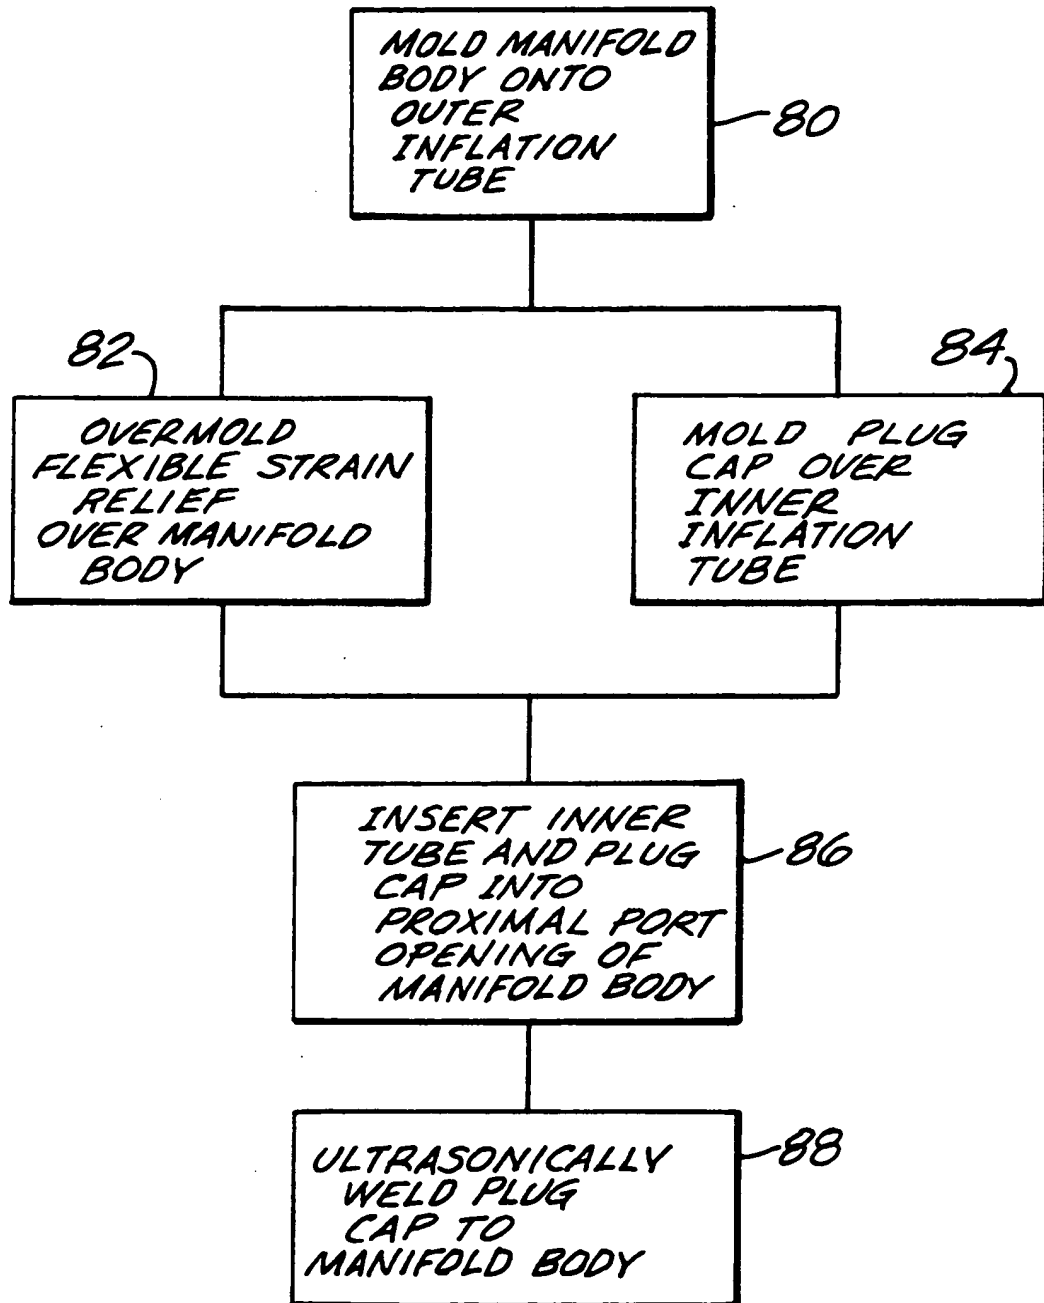 MOLD MANIFOLD
BODY ONTO
OUTER
INFLATION
TUBE
80
82
OVERMOLD
FLEXIBLE STRAIN
RELIEF
OVER MANIFOLD
BODY
84
MOLD PLUG
CAP OVER
INNER
INFLATION
TUBE
INSERT INNER
TUBE AND PLUG
CAP INTO
PROXIMAL PORT
OPENING OF
MANIFOLD BODY
86
ULTRASONICALLY
WELD PLUG
CAP TO
MANIFOLD BODY
88